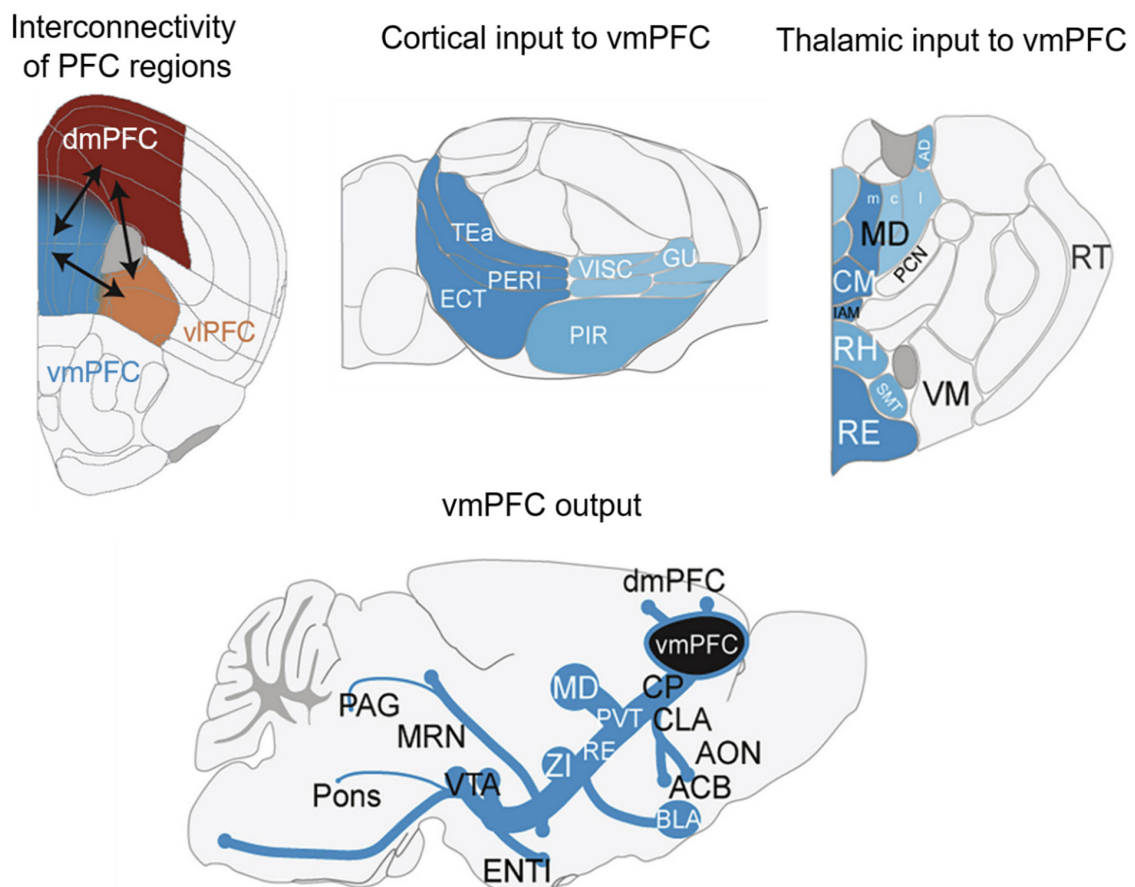 Interconnectivity
of PFC regions
Cortical input to vmPFC
Thalamic input to vmPFC
dmPFC
vlPFC
vmPFC
TEa
PERI
ECT
VISC
GU
PIR
AD
m c l
MD
PCN
RT
CM
IAM
RH
SMT
VM
RE
vmPFC output
dmPFC
vmPFC
MD
CP
PVT
CLA
PAG
MRN
RE
AON
ZI
ACB
Pons
VTA
BLA
ENTI